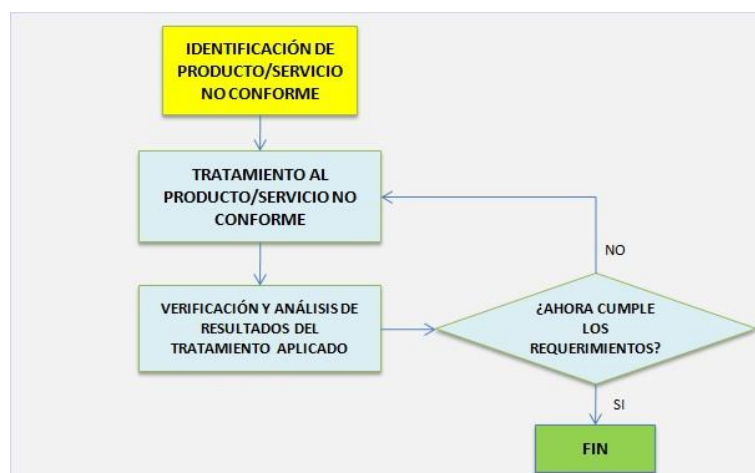 IDENTIFICACIÓN DE
PRODUCTO/SERVICIO
NO CONFORME
TRATAMIENTO AL
PRODUCTO/SERVICIO NO
CONFORME
VERIFICACIÓN Y ANÁLISIS DE
RESULTADOS DEL
TRATAMIENTO APLICADO
¿AHORA CUMPLE
LOS
REQUERIMIENTOS?
NO
SI
FIN